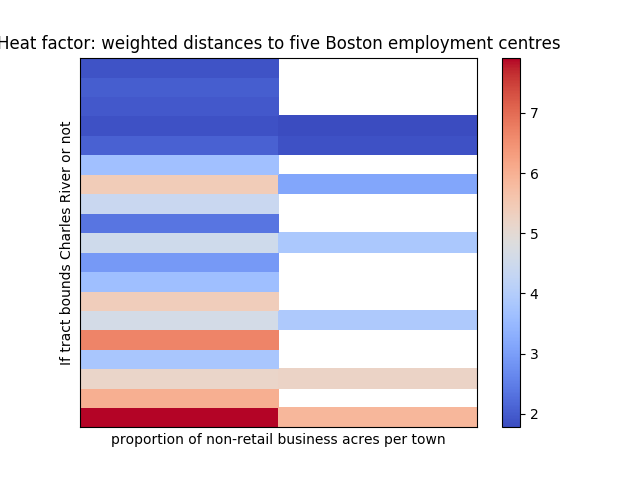 Heat factor: weighted distances to five Boston employment centres
If tract bounds Charles River or not
proportion of non-retail business acres per town
7
6
5
4
3
2